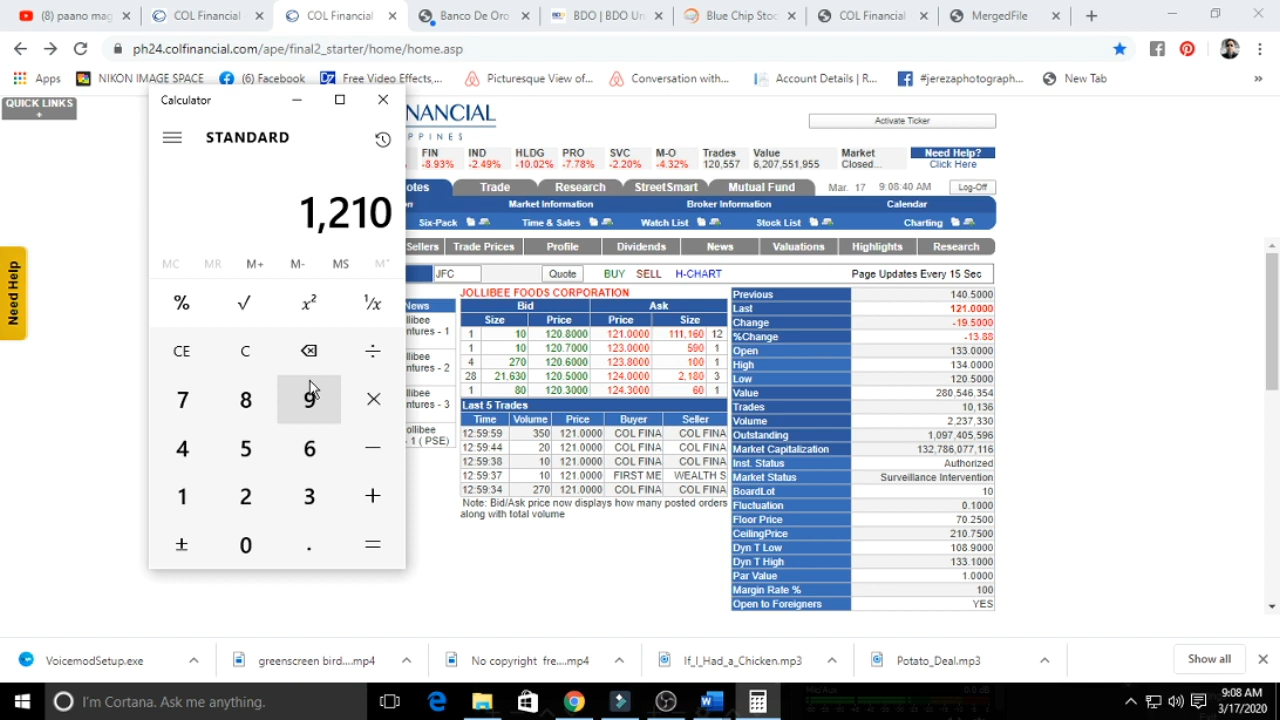 (8) paano mag
COL Financial
COL Financial
Banco De Oro
BDO | BDO Un
Blue Chip Stoc
COL Financial
MergedFile
ph24.colfinancial.com/ape/final2_starter/home/home.asp
Apps
NIKON IMAGE SPACE
(6) Facebook
Free Video Effects,...
Picturesque View of...
Conversation with...
Account Details | R...
#jerezaphotograph...
New Tab
QUICK LINKS
+
Calculator
STANDARD
1,210
MC MR M+ M- MS M˅
% √ x² ¹/x
CE C ÷
7 8 9 ×
4 5 6 −
1 2 3 +
± 0 . =
Need Help
NANCIAL
P P I N E S
Activate Ticker
FIN IND HLDG PRO SVC M-O Trades Value Market Need Help?
-8.93% -2.49% -10.02% -7.78% -2.20% -4.32% 120,557 6,207,551,955 Closed... Click Here
otes Trade Research StreetSmart Mutual Fund Mar. 17 9:08:40 AM Log-Off
on Market Information Broker Information Calendar
Six-Pack Time & Sales Watch List Stock List Charting
Sellers Trade Prices Profile Dividends News Valuations Highlights Research
JFC Quote BUY SELL H-CHART Page Updates Every 15 Sec
News
ollibee
ntures - 1
ollibee
ntures - 2
ollibee
ntures - 3
ollibee
- 1 ( PSE)
JOLLIBEE FOODS CORPORATION
Bid Ask
Size Price Price Size
1 10 120.8000 121.0000 111,160 12
1 10 120.7000 123.0000 590 1
4 270 120.6000 123.8000 100 1
28 21,630 120.5000 124.0000 2,180 3
1 80 120.3000 124.3000 60 1
Last 5 Trades
Time Volume Price Buyer Seller
12:59:59 350 121.0000 COL FINA COL FINA
12:59:44 20 121.0000 COL FINA COL FINA
12:59:38 10 121.0000 COL FINA COL FINA
12:59:37 10 121.0000 FIRST ME WEALTH S
12:59:34 270 121.0000 COL FINA COL FINA
Note: Bid/Ask price now displays how many posted orders
along with total volume
Previous 140.5000
Last 121.0000
Change -19.5000
%Change -13.88
Open 133.0000
High 134.0000
Low 120.5000
Value 280,546,354
Trades 10,136
Volume 2,237,330
Outstanding 1,097,405,596
Market Capitalization 132,786,077,116
Inst. Status Authorized
Market Status Surveillance Intervention
BoardLot 10
Fluctuation 0.1000
Floor Price 70.2500
CeilingPrice 210.7500
Dyn T Low 108.9000
Dyn T High 133.1000
Par Value 1.0000
Margin Rate % 100
Open to Foreigners YES
VoicemodSetup.exe
greenscreen bird....mp4
No copyright fre....mp4
If_I_Had_a_Chicken.mp3
Potato_Deal.mp3
Show all
I'm Cortana. Ask me anything.
9:08 AM
3/17/2020